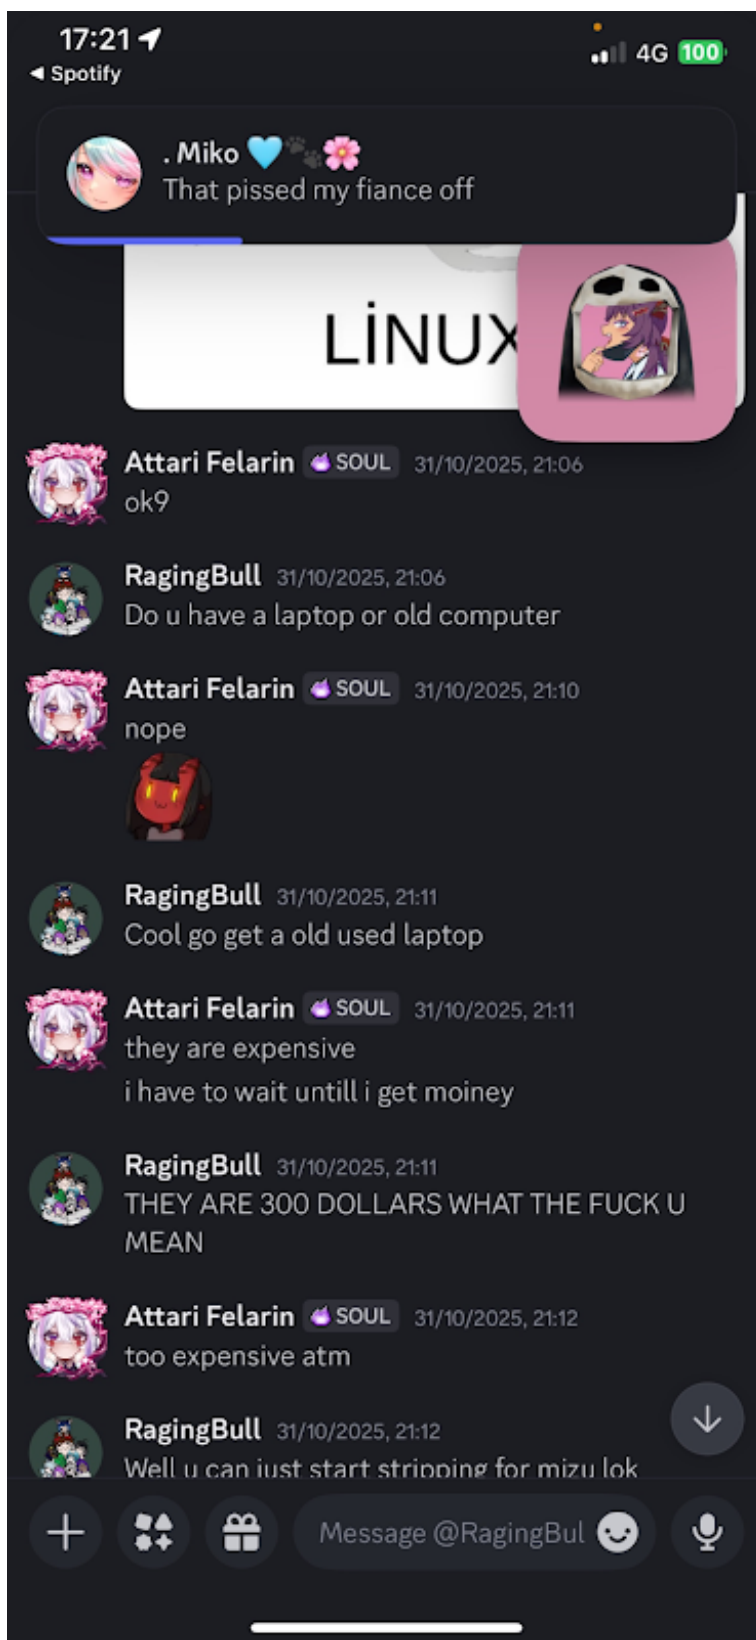 17:21
4G 100
◀ Spotify
. Miko 🩵🐾🌸
That pissed my fiance off
LİNUX
Attari Felarin SOUL 31/10/2025, 21:06
ok9
RagingBull 31/10/2025, 21:06
Do u have a laptop or old computer
Attari Felarin SOUL 31/10/2025, 21:10
nope
RagingBull 31/10/2025, 21:11
Cool go get a old used laptop
Attari Felarin SOUL 31/10/2025, 21:11
they are expensive
i have to wait untill i get moiney
RagingBull 31/10/2025, 21:11
THEY ARE 300 DOLLARS WHAT THE FUCK U
MEAN
Attari Felarin SOUL 31/10/2025, 21:12
too expensive atm
RagingBull 31/10/2025, 21:12
Well u can just start stripping for mizu lok
Message @RagingBul